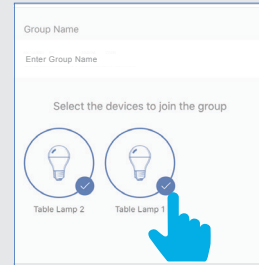 Group Name
Enter Group Name
Select the devices to join the group
Table Lamp 2 Table Lamp 1